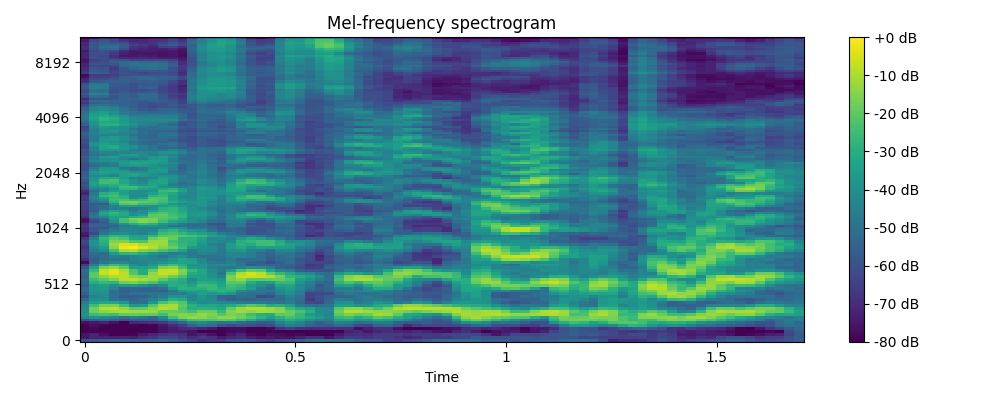 Mel-frequency spectrogram
8192
4096
2048
1024
512
0
Hz
0
0.5
1
1.5
Time
+0 dB
-10 dB
-20 dB
-30 dB
-40 dB
-50 dB
-60 dB
-70 dB
-80 dB